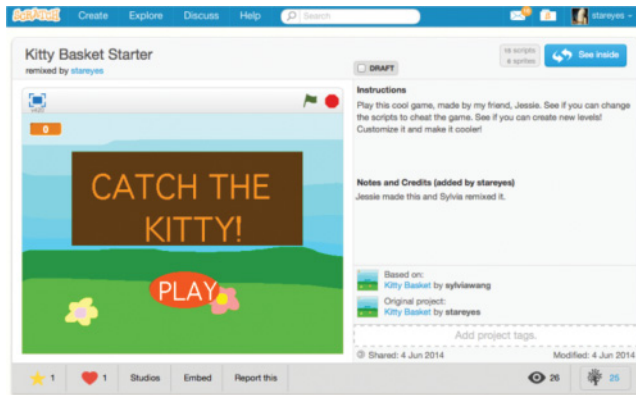 SCRATCH Create Explore Discuss Help Search stareyes
Kitty Basket Starter
remixed by stareyes
DRAFT
18 scripts
6 sprites
See inside
0
CATCH THE
KITTY!
PLAY
Instructions
Play this cool game, made by my friend, Jessie. See if you can change
the scripts to cheat the game. See if you can create new levels!
Customize it and make it cooler!
Notes and Credits (added by stareyes)
Jessie made this and Sylvia remixed it.
Based on:
Kitty Basket by sylviawang
Original project:
Kitty Basket by stareyes
Add project tags.
Shared: 4 Jun 2014 Modified: 4 Jun 2014
1 1 Studios Embed Report this 26 25